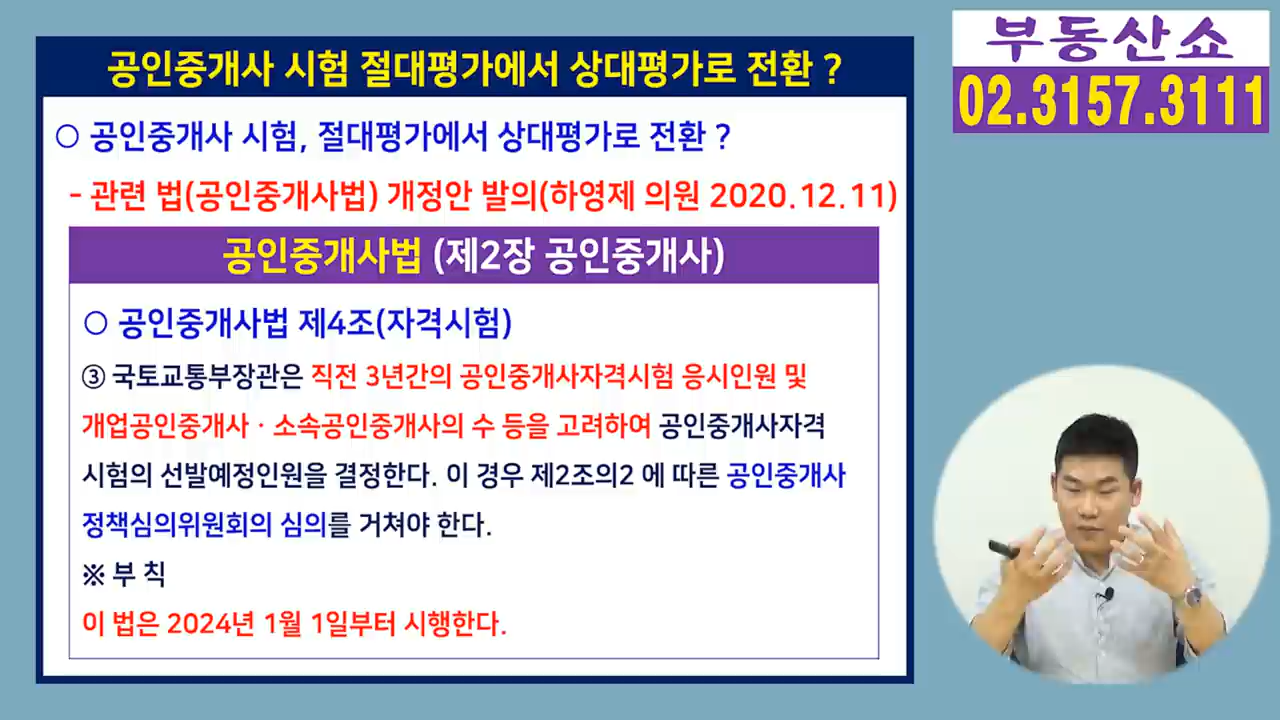 공인중개사 시험 절대평가에서 상대평가로 전환 ?
부동산쇼
02.3157.3111
○ 공인중개사 시험, 절대평가에서 상대평가로 전환 ?
- 관련 법(공인중개사법) 개정안 발의(하영제 의원 2020.12.11)
공인중개사법 (제2장 공인중개사)
○ 공인중개사법 제4조(자격시험)
③ 국토교통부장관은 직전 3년간의 공인중개사자격시험 응시인원 및
개업공인중개사ㆍ소속공인중개사의 수 등을 고려하여 공인중개사자격
시험의 선발예정인원을 결정한다. 이 경우 제2조의2 에 따른 공인중개사
정책심의위원회의 심의를 거쳐야 한다.
※ 부 칙
이 법은 2024년 1월 1일부터 시행한다.